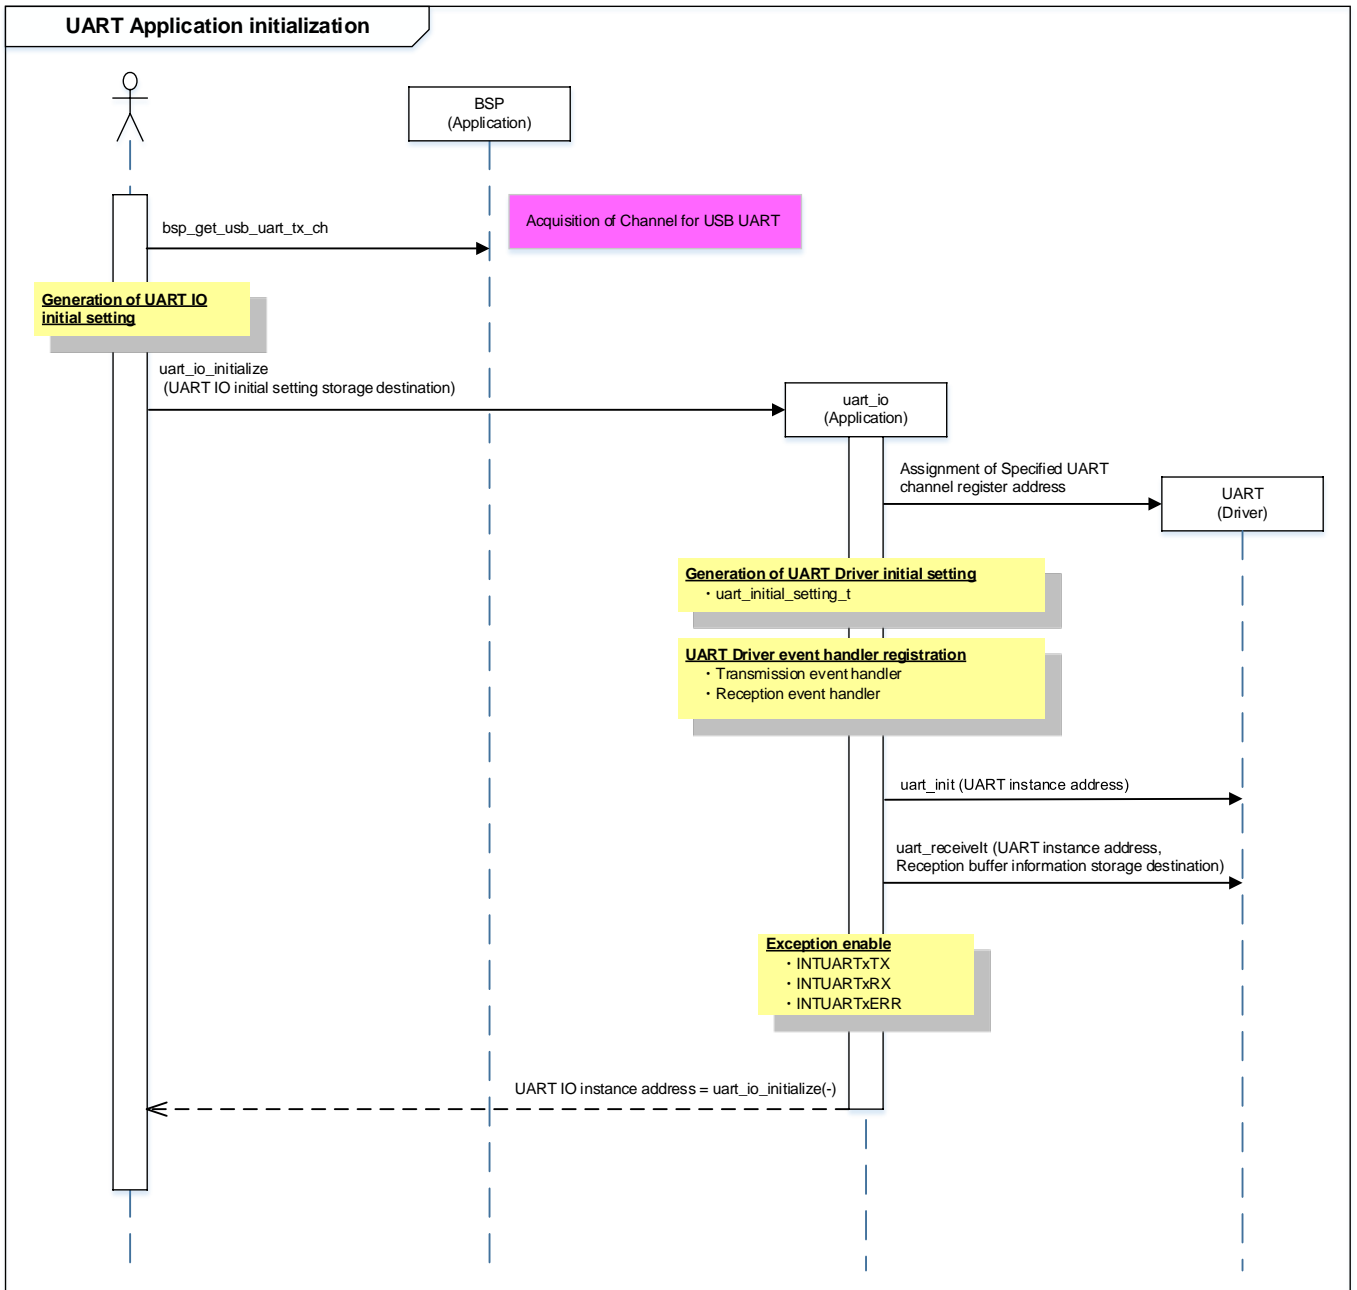 UART Application initialization
BSP
(Application)
bsp_get_usb_uart_tx_ch
Acquisition of Channel for USB UART
Generation of UART IO
initial setting
uart_io_initialize
(UART IO initial setting storage destination)
uart_io
(Application)
Assignment of Specified UART
channel register address
UART
(Driver)
Generation of UART Driver initial setting
・uart_initial_setting_t
UART Driver event handler registration
・Transmission event handler
・Reception event handler
uart_init (UART instance address)
uart_receiveIt (UART instance address,
Reception buffer information storage destination)
Exception enable
・INTUARTxTX
・INTUARTxRX
・INTUARTxERR
UART IO instance address = uart_io_initialize(-)